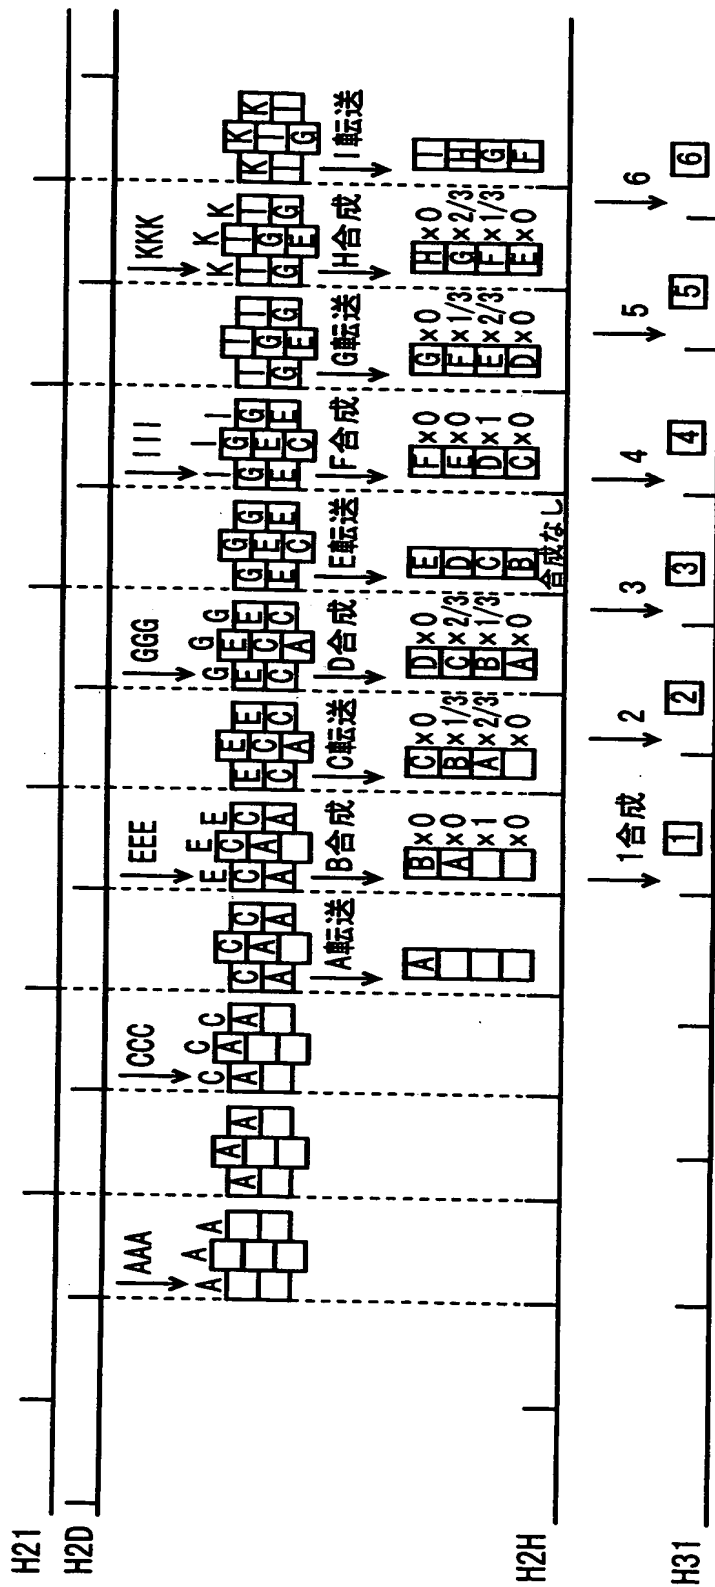 H21
H2D
AAA CCC EEE GGG III KKK
A A A
A A A
C C C
A A A
C C C
A A A
E E E
C C C
A A A
E E E
C C C
A
G G G
E E E
C C C
A
G G G
E E E
C
I I I
G G G
E E E
C
I I I
G G G
E
K K K
I I I
G G G
E
K K K
I I I
G
A転送 B合成 C転送 D合成 E転送 F合成 G転送 H合成 I転送
A
B×0
A×0
×1
×0
C×0
B×1/3
A×2/3
×0
D×0
C×2/3
B×1/3
A×0
E
D
C
B
合成なし
F×0
E×0
D×1
C×0
G×0
F×1/3
E×2/3
D×0
H×0
G×2/3
F×1/3
E×0
I
H
G
F
H2H
1合成 2 3 4 5 6
1 2 3 4 5 6
H31